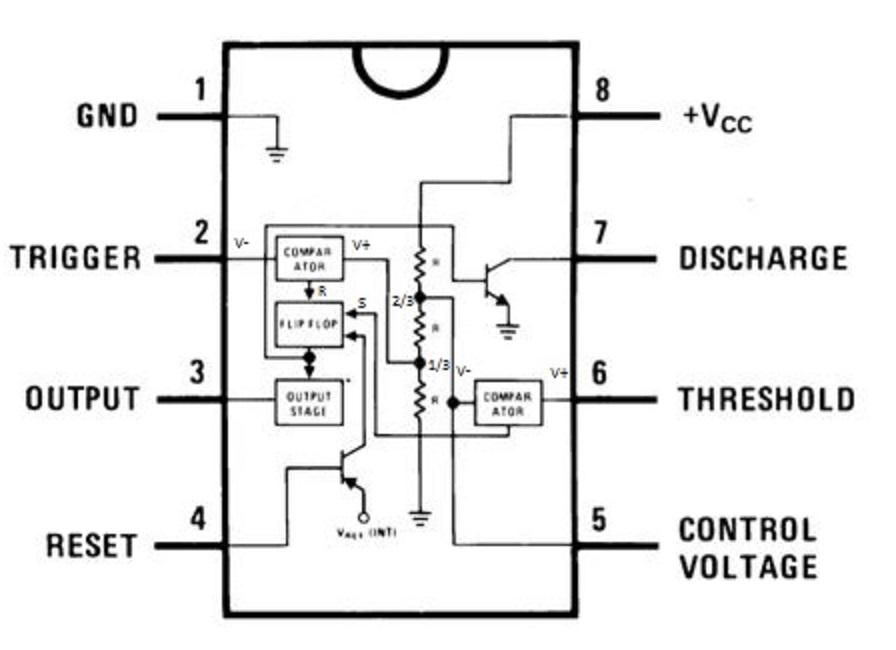 1
GND
8
+VCC
2
TRIGGER
V-
COMPAR
ATOR
V+
R
7
DISCHARGE
R
2/3
S
FLIP FLOP
R
1/3
3
OUTPUT
OUTPUT
STAGE
R
V-
COMPAR
ATOR
V+
6
THRESHOLD
4
RESET
VREF (INT)
5
CONTROL
VOLTAGE